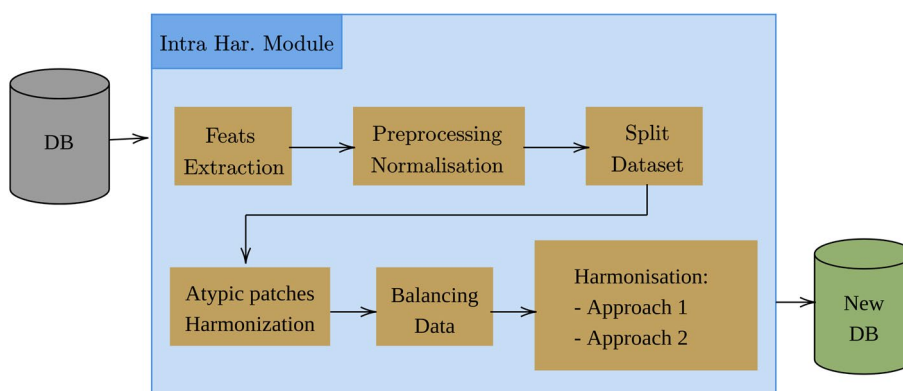 Intra Har. Module
DB
Feats
Extraction
Preprocessing
Normalisation
Split
Dataset
Atypic patches
Harmonization
Balancing
Data
Harmonisation:
- Approach 1
- Approach 2
New
DB